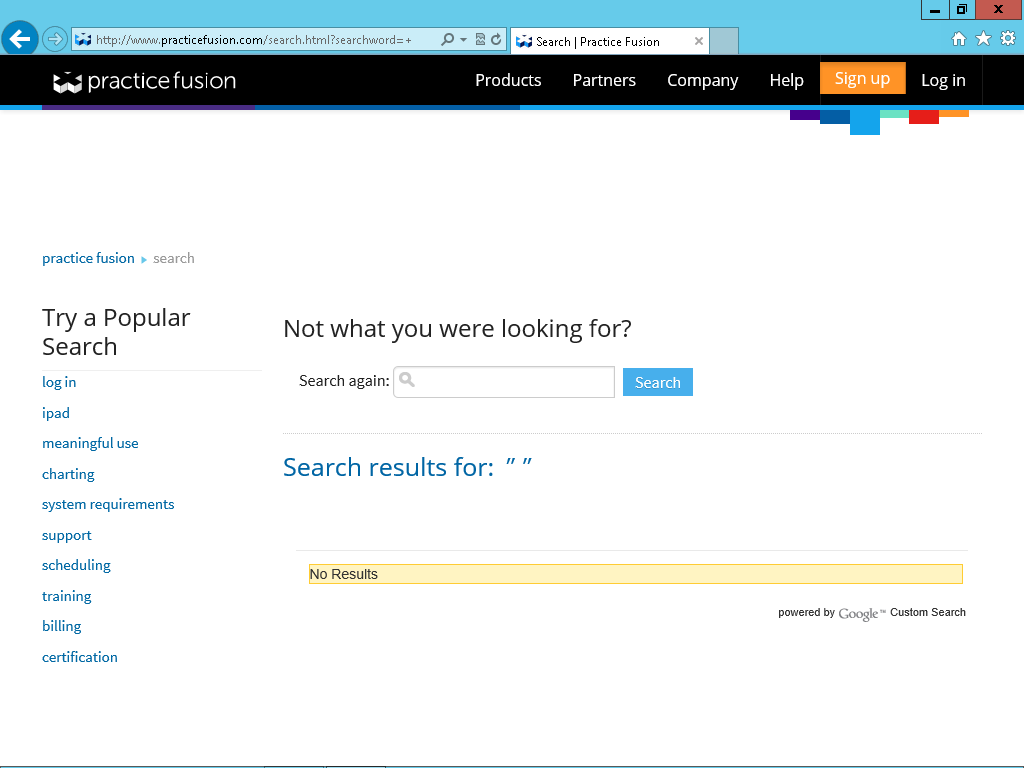 http://www.practicefusion.com/search.html?searchword=+
Search | Practice Fusion
practice fusion
Products Partners Company Help Sign up Log in
practice fusion search
Try a Popular
Search
log in
ipad
meaningful use
charting
system requirements
support
scheduling
training
billing
certification
Not what you were looking for?
Search again: Search
Search results for: " "
No Results
powered by Google™ Custom Search